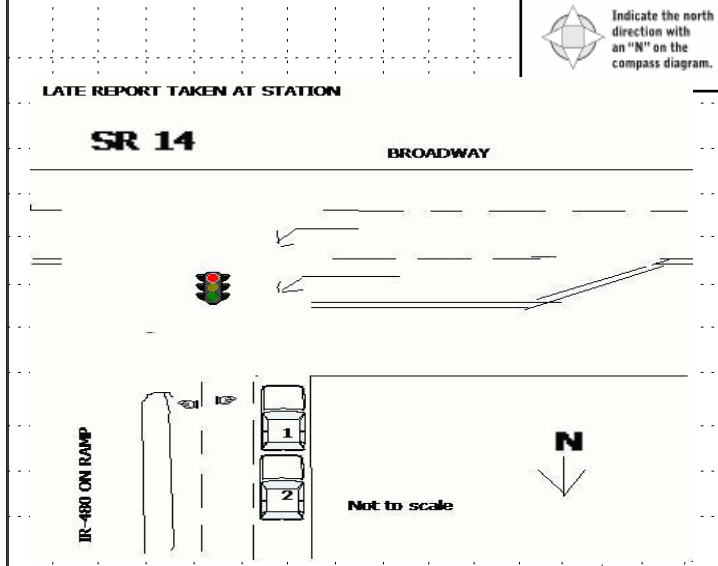 Indicate the north
direction with
an "N" on the
compass diagram.
LATE REPORT TAKEN AT STATION
SR 14
BROADWAY
IR-480 ON RAMP
1
2
N
Not to scale